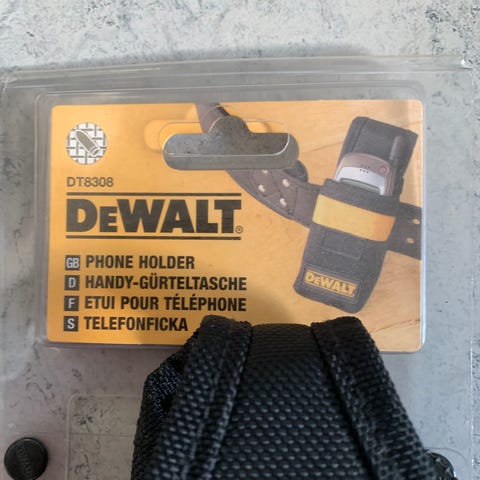 DT8308
DEWALT®
GB PHONE HOLDER
D HANDY-GÜRTELTASCHE
F ETUI POUR TÉLÉPHONE
S TELEFONFICKA
DEWALT